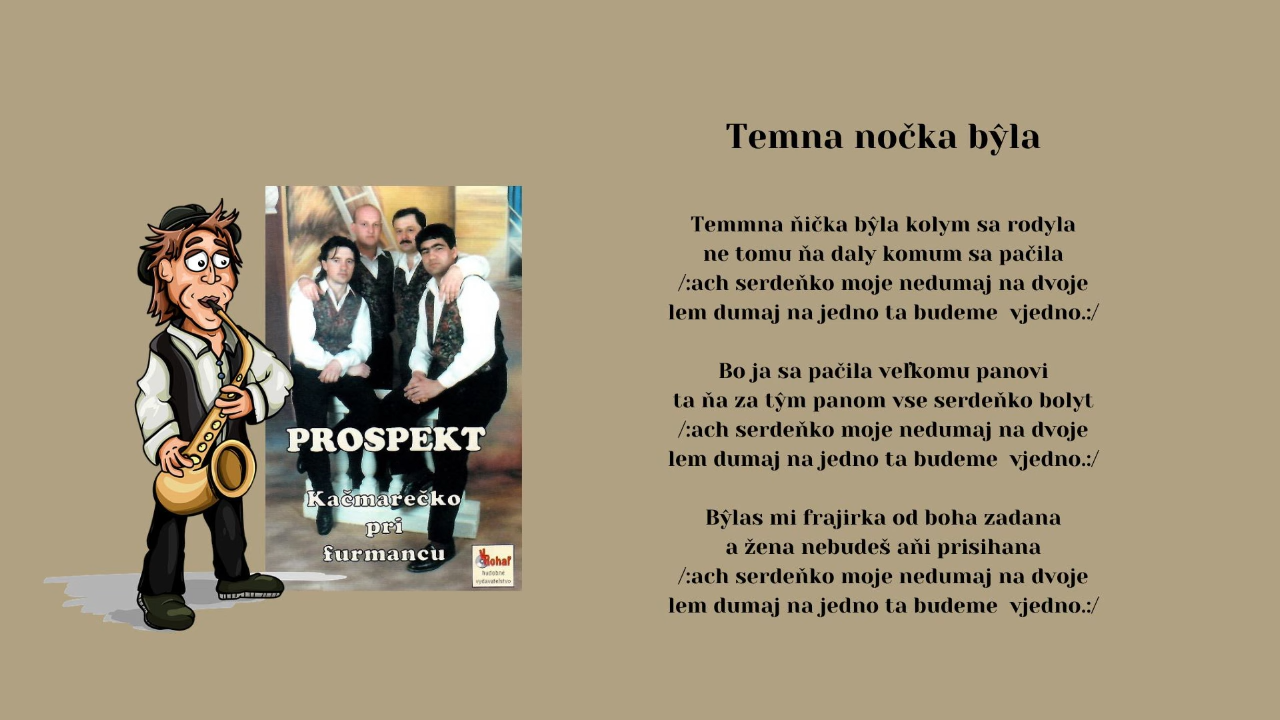 Temna nočka bŷla
Temmna ňička bŷla kolym sa rodyla
ne tomu ňa daly komum sa pačila
/:ach serdeňko moje nedumaj na dvoje
lem dumaj na jedno ta budeme  vjedno.:/
Bo ja sa pačila veľkomu panovi
ta ňa za tŷm panom vse serdeňko bolyt
/:ach serdeňko moje nedumaj na dvoje
lem dumaj na jedno ta budeme  vjedno.:/
Bŷlas mi frajirka od boha zadana
a žena nebudeš aňi prisihana
/:ach serdeňko moje nedumaj na dvoje
lem dumaj na jedno ta budeme  vjedno.:/
PROSPEKT
Kačmarečko
pri
furmancu
Rohaľ
hudobné
vydavateľstvo